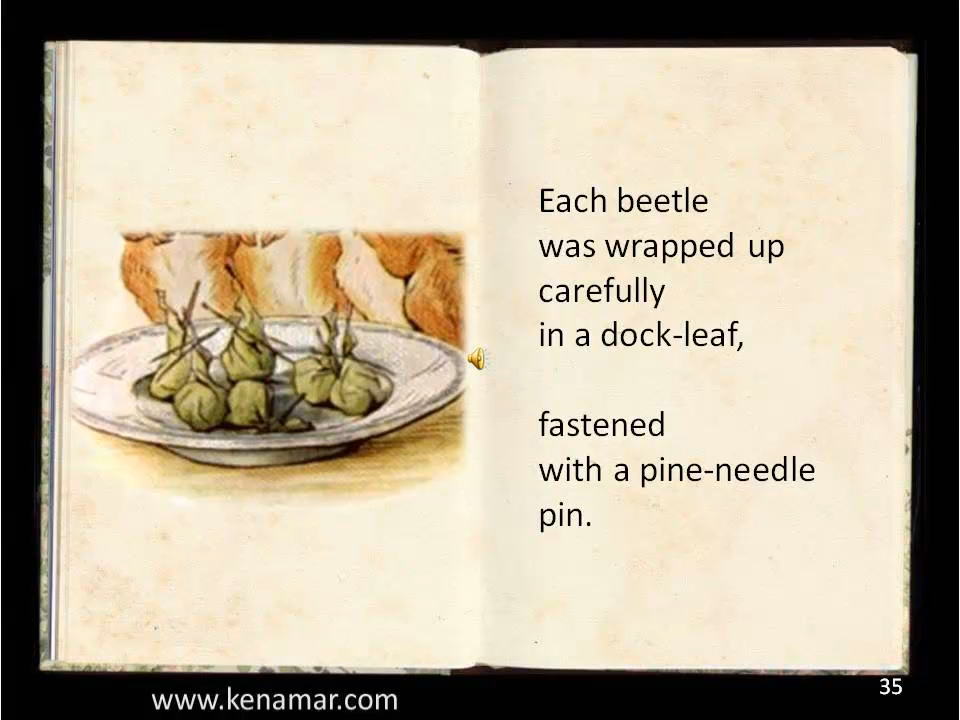 Each beetle
was wrapped up
carefully
in a dock-leaf,
fastened
with a pine-needle
pin.
www.kenamar.com
35